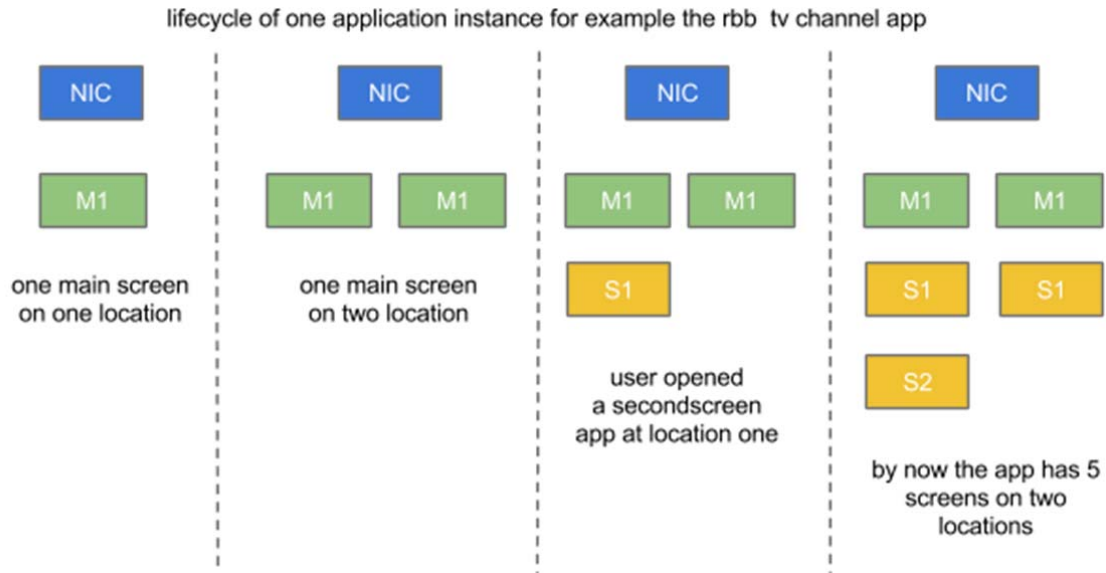 lifecycle of one application instance for example the rbb tv channel app
NIC
M1
one main screen
on one location
NIC
M1 M1
one main screen
on two location
NIC
M1 M1
S1
user opened
a secondscreen
app at location one
NIC
M1 M1
S1 S1
S2
by now the app has 5
screens on two
locations